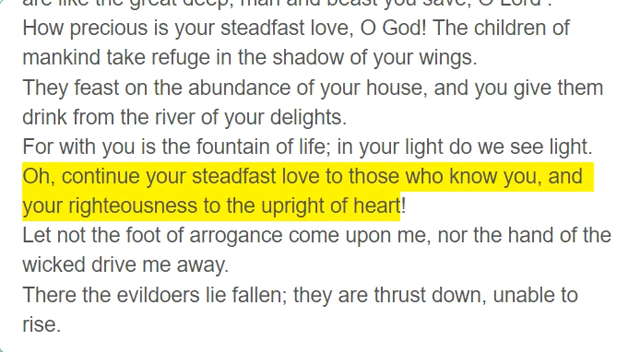 are like the great deep; man and beast you save, O Lord .
How precious is your steadfast love, O God! The children of
mankind take refuge in the shadow of your wings.
They feast on the abundance of your house, and you give them
drink from the river of your delights.
For with you is the fountain of life; in your light do we see light.
Oh, continue your steadfast love to those who know you, and
your righteousness to the upright of heart!
Let not the foot of arrogance come upon me, nor the hand of the
wicked drive me away.
There the evildoers lie fallen; they are thrust down, unable to
rise.